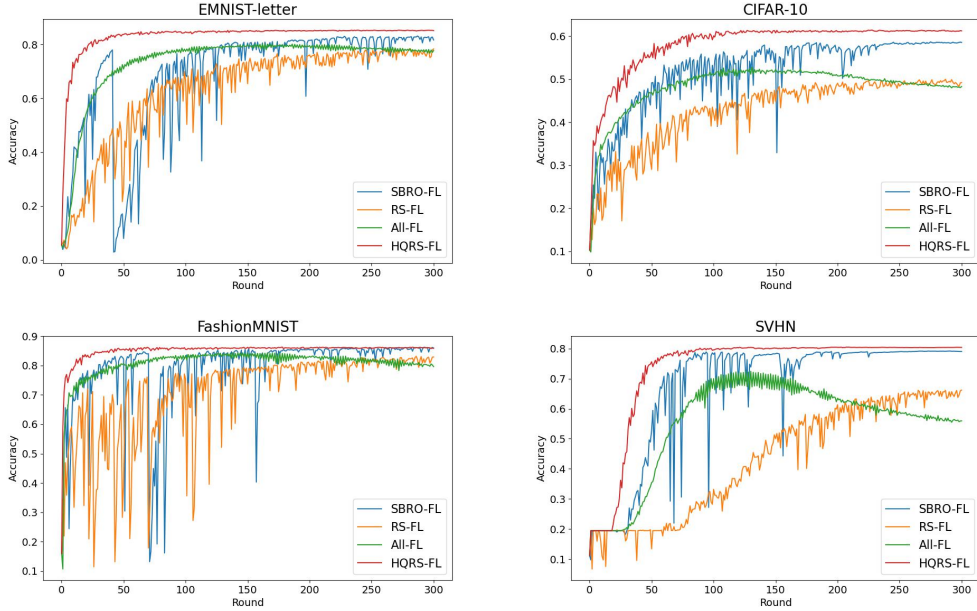 EMNIST-letter
Accuracy
0.8
0.6
0.4
0.2
0.0
0 50 100 150 200 250 300
Round
SBRO-FL
RS-FL
All-FL
HQRS-FL
CIFAR-10
Accuracy
0.6
0.5
0.4
0.3
0.2
0.1
0 50 100 150 200 250 300
Round
SBRO-FL
RS-FL
All-FL
HQRS-FL
FashionMNIST
Accuracy
0.9
0.8
0.7
0.6
0.5
0.4
0.3
0.2
0.1
0 50 100 150 200 250 300
Round
SBRO-FL
RS-FL
All-FL
HQRS-FL
SVHN
Accuracy
0.8
0.7
0.6
0.5
0.4
0.3
0.2
0.1
0 50 100 150 200 250 300
Round
SBRO-FL
RS-FL
All-FL
HQRS-FL